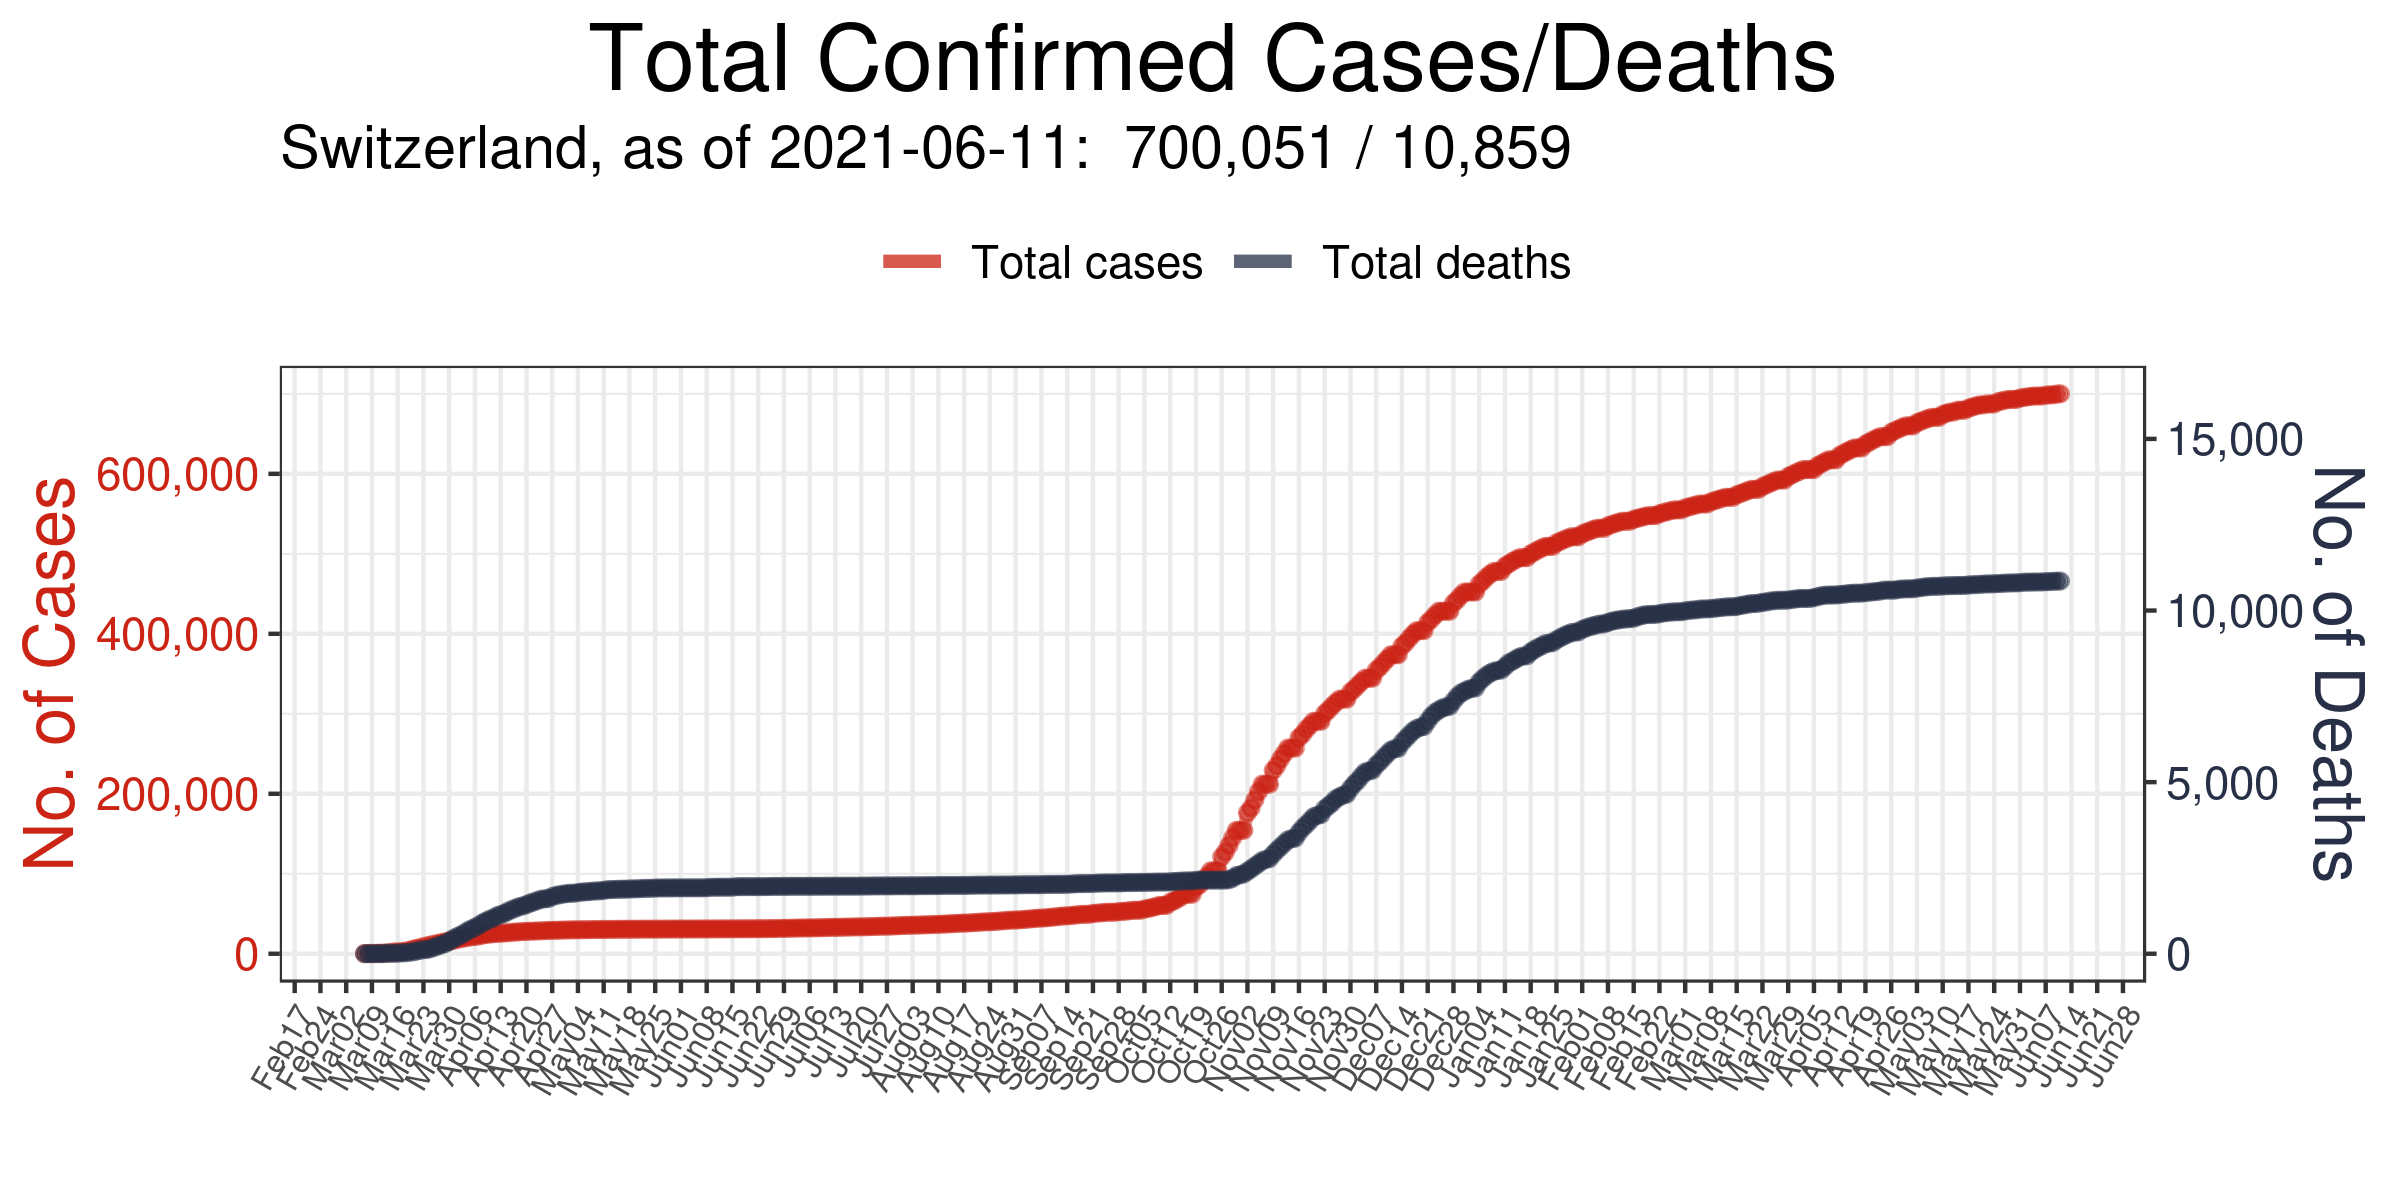 Total Confirmed Cases/Deaths
Switzerland, as of 2021-06-11:  700,051 / 10,859
Total cases
Total deaths
No. of Cases
600,000
400,000
200,000
0
15,000
10,000
5,000
0
No. of Deaths
Feb17
Feb24
Mar02
Mar09
Mar16
Mar23
Mar30
Apr06
Apr13
Apr20
Apr27
May04
May11
May18
May25
Jun01
Jun08
Jun15
Jun22
Jun29
Jul06
Jul13
Jul20
Jul27
Aug03
Aug10
Aug17
Aug24
Aug31
Sep07
Sep14
Sep21
Sep28
Oct05
Oct12
Oct19
Oct26
Nov02
Nov09
Nov16
Nov23
Nov30
Dec07
Dec14
Dec21
Dec28
Jan04
Jan11
Jan18
Jan25
Feb01
Feb08
Feb15
Feb22
Mar01
Mar08
Mar15
Mar22
Mar29
Apr05
Apr12
Apr19
Apr26
May03
May10
May17
May24
May31
Jun07
Jun14
Jun21
Jun28